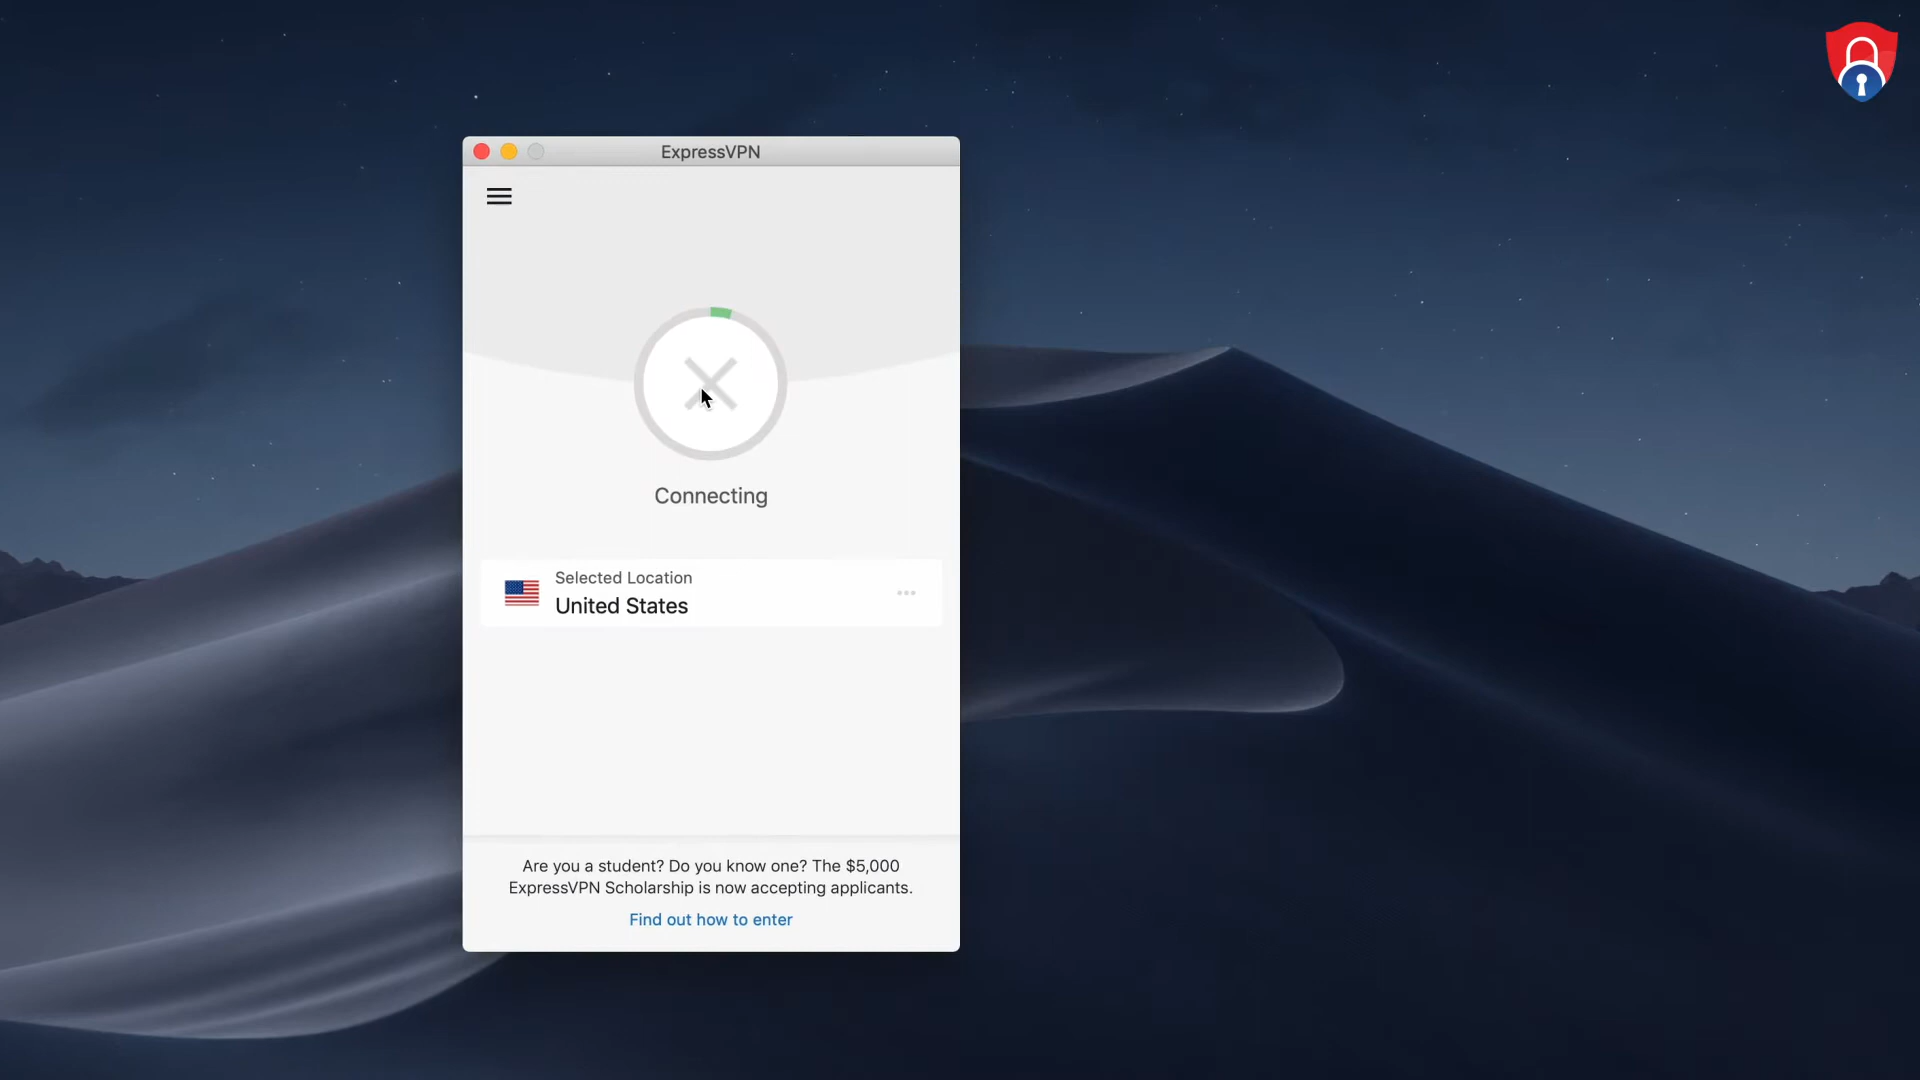 ExpressVPN
Connecting
Selected Location
United States
Are you a student? Do you know one? The $5,000
ExpressVPN Scholarship is now accepting applicants.
Find out how to enter